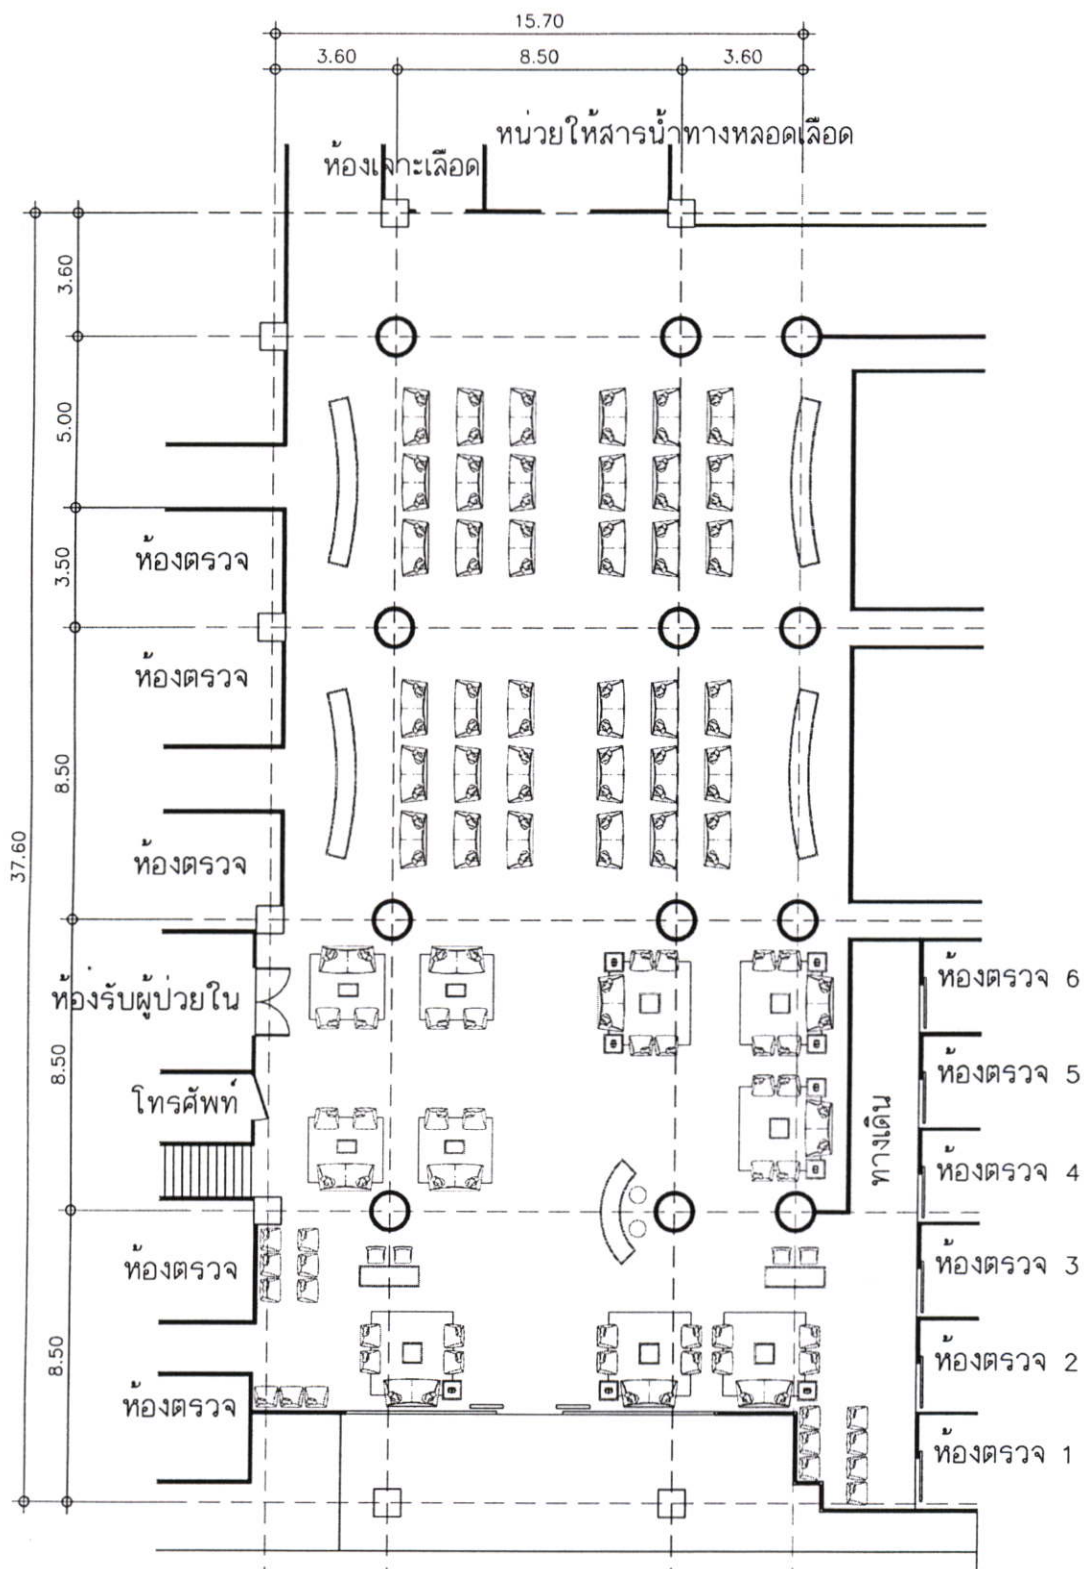 15.70
3.60 8.50 3.60
หน่วยให้สารน้ำทางหลอดเลือด
ห้องเจาะเลือด
3.60
5.00
3.50
8.50
37.60
8.50
8.50
ห้องตรวจ
ห้องตรวจ
ห้องตรวจ
ห้องรับผู้ป่วยใน
โทรศัพท์
ห้องตรวจ
ห้องตรวจ
ทางเดิน
ห้องตรวจ 6
ห้องตรวจ 5
ห้องตรวจ 4
ห้องตรวจ 3
ห้องตรวจ 2
ห้องตรวจ 1